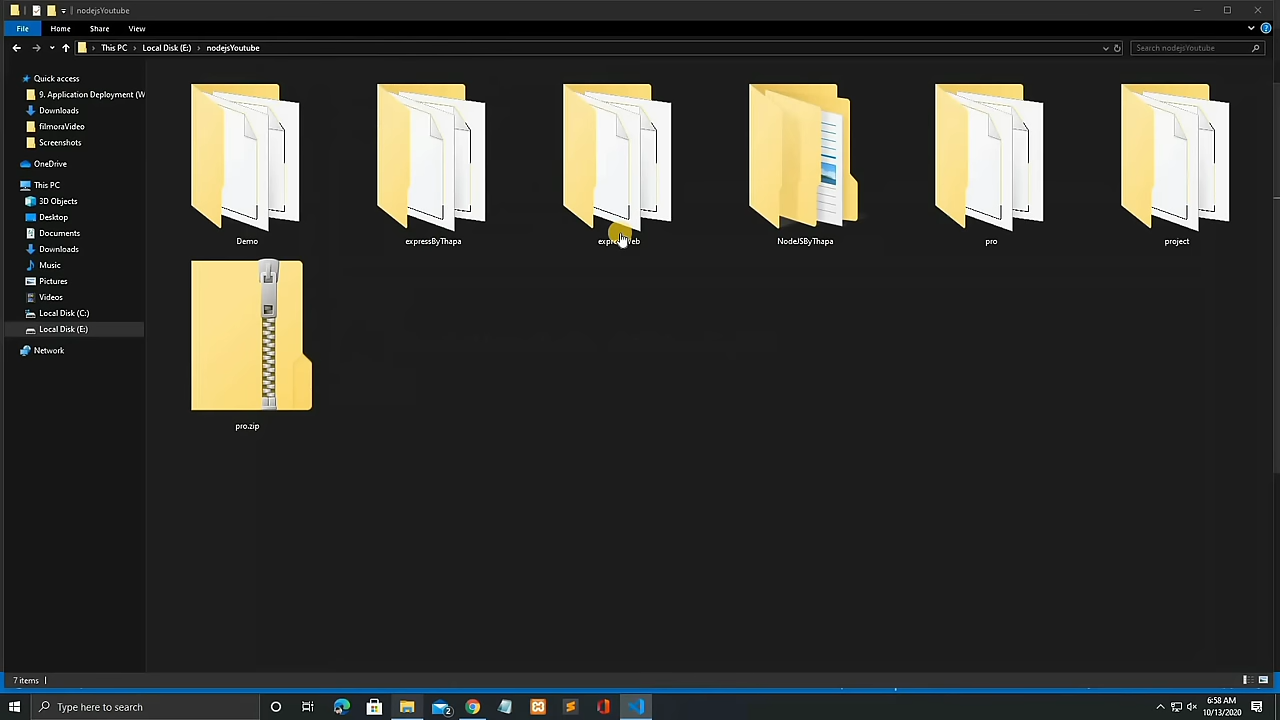 nodejsYoutube
File Home Share View
This PC Local Disk (E:) nodejsYoutube Search nodejsYoutube
Quick access
9. Application Deployment (W
Downloads
filmoraVideo
Screenshots
OneDrive
This PC
3D Objects
Desktop
Documents
Downloads
Music
Pictures
Videos
Local Disk (C:)
Local Disk (E:)
Network
Demo expressByThapa NodeJSByThapa pro project
pro.zip
7 items
Type here to search
2
6:58 AM
10/13/2020